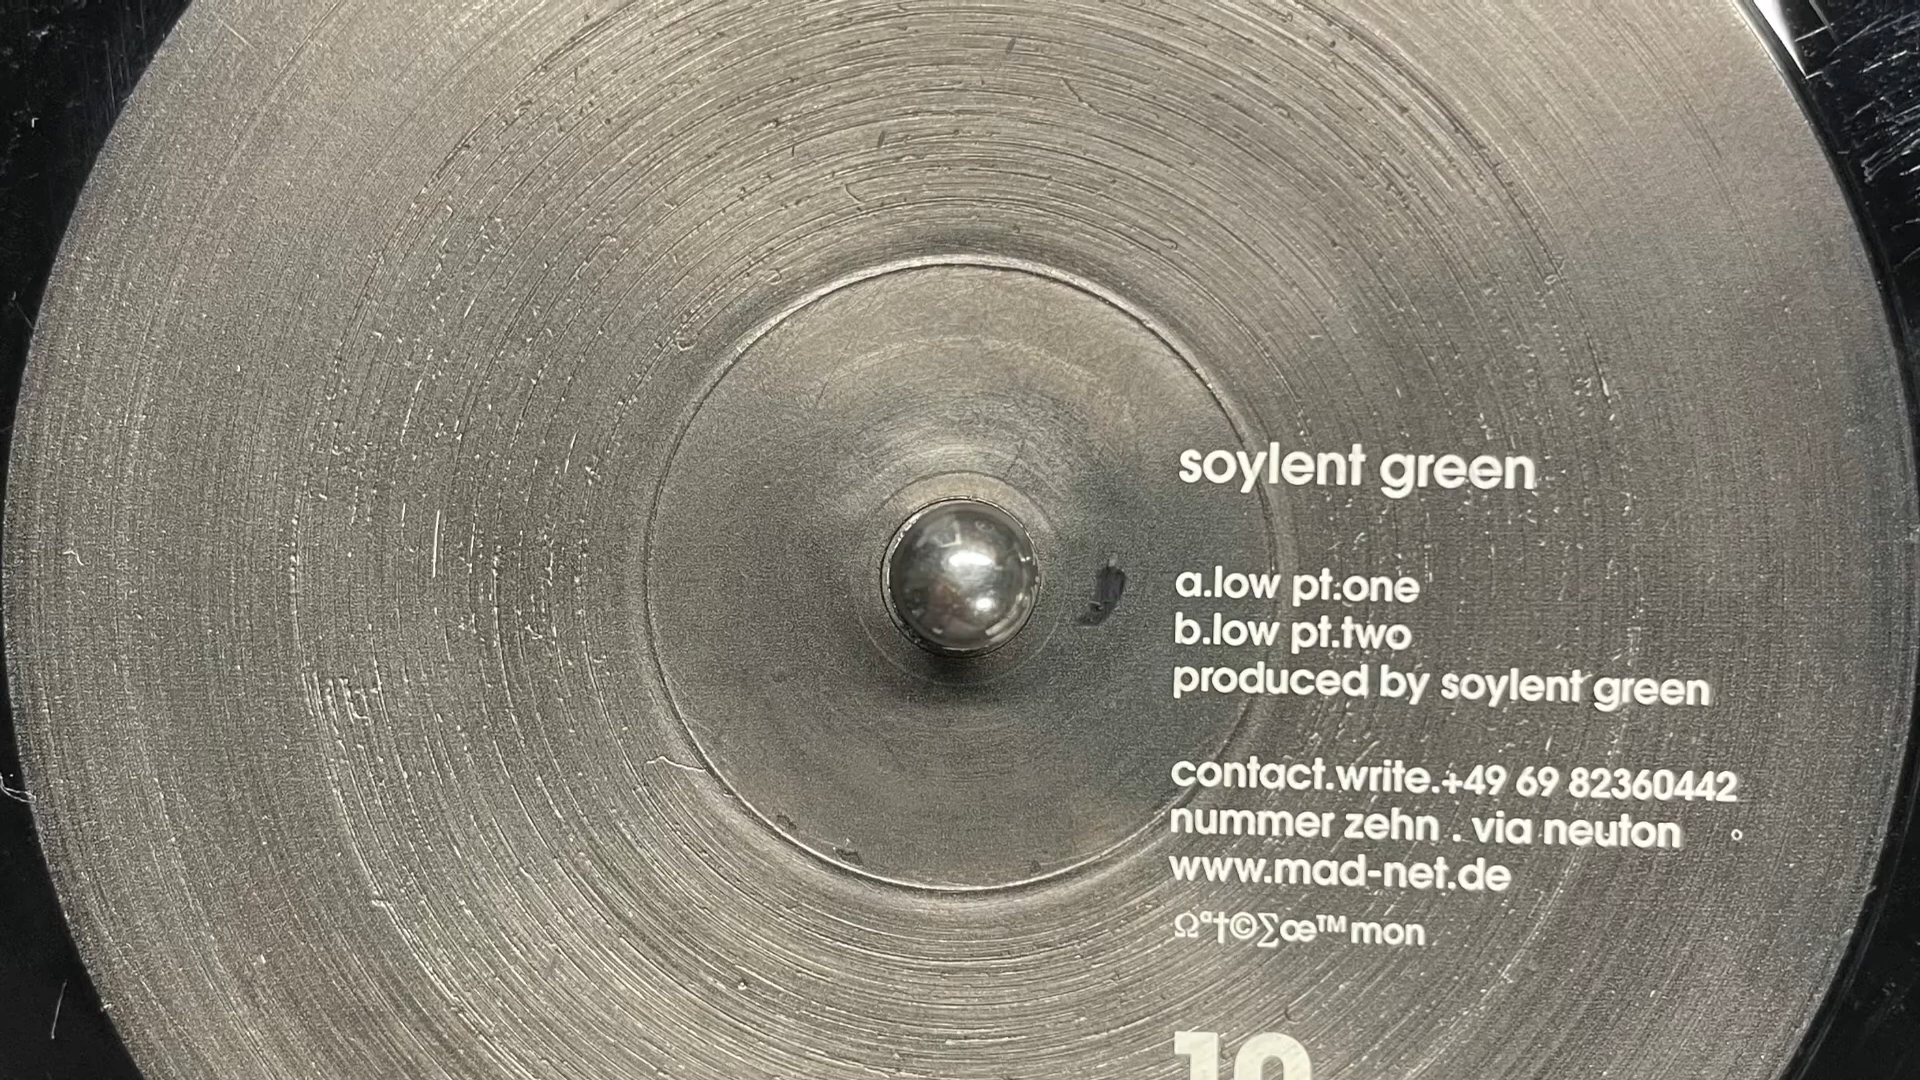 soylent green
a.low pt.one
b.low pt.two
produced by soylent green
contact.write.+49 69 82360442
nummer zehn . via neuton
www.mad-net.de
Ωª†©∑œ™mon
10